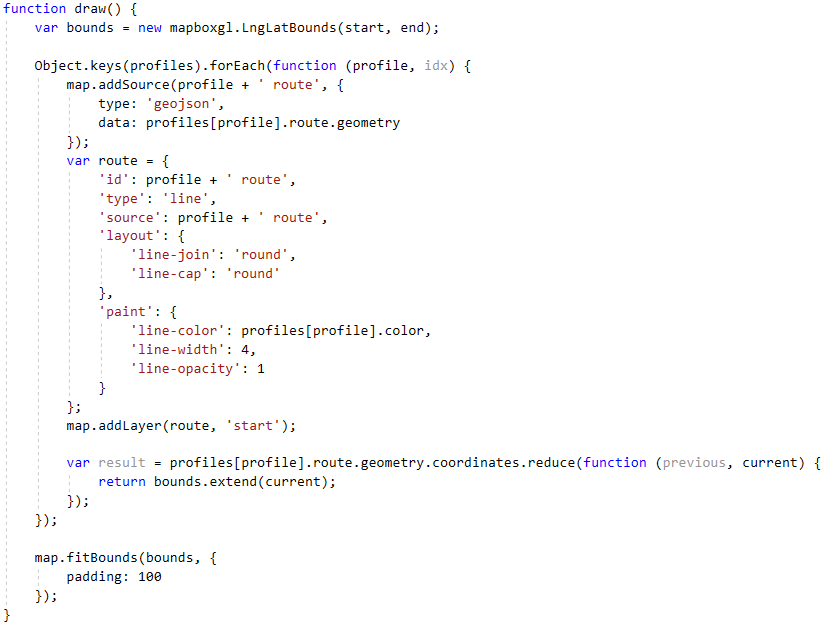 function draw() {
    var bounds = new mapboxgl.LngLatBounds(start, end);

    Object.keys(profiles).forEach(function (profile, idx) {
        map.addSource(profile + ' route', {
            type: 'geojson',
            data: profiles[profile].route.geometry
        });
        var route = {
            'id': profile + ' route',
            'type': 'line',
            'source': profile + ' route',
            'layout': {
                'line-join': 'round',
                'line-cap': 'round'
            },
            'paint': {
                'line-color': profiles[profile].color,
                'line-width': 4,
                'line-opacity': 1
            }
        };
        map.addLayer(route, 'start');

        var result = profiles[profile].route.geometry.coordinates.reduce(function (previous, current) {
            return bounds.extend(current);
        });
    });

    map.fitBounds(bounds, {
        padding: 100
    });
}